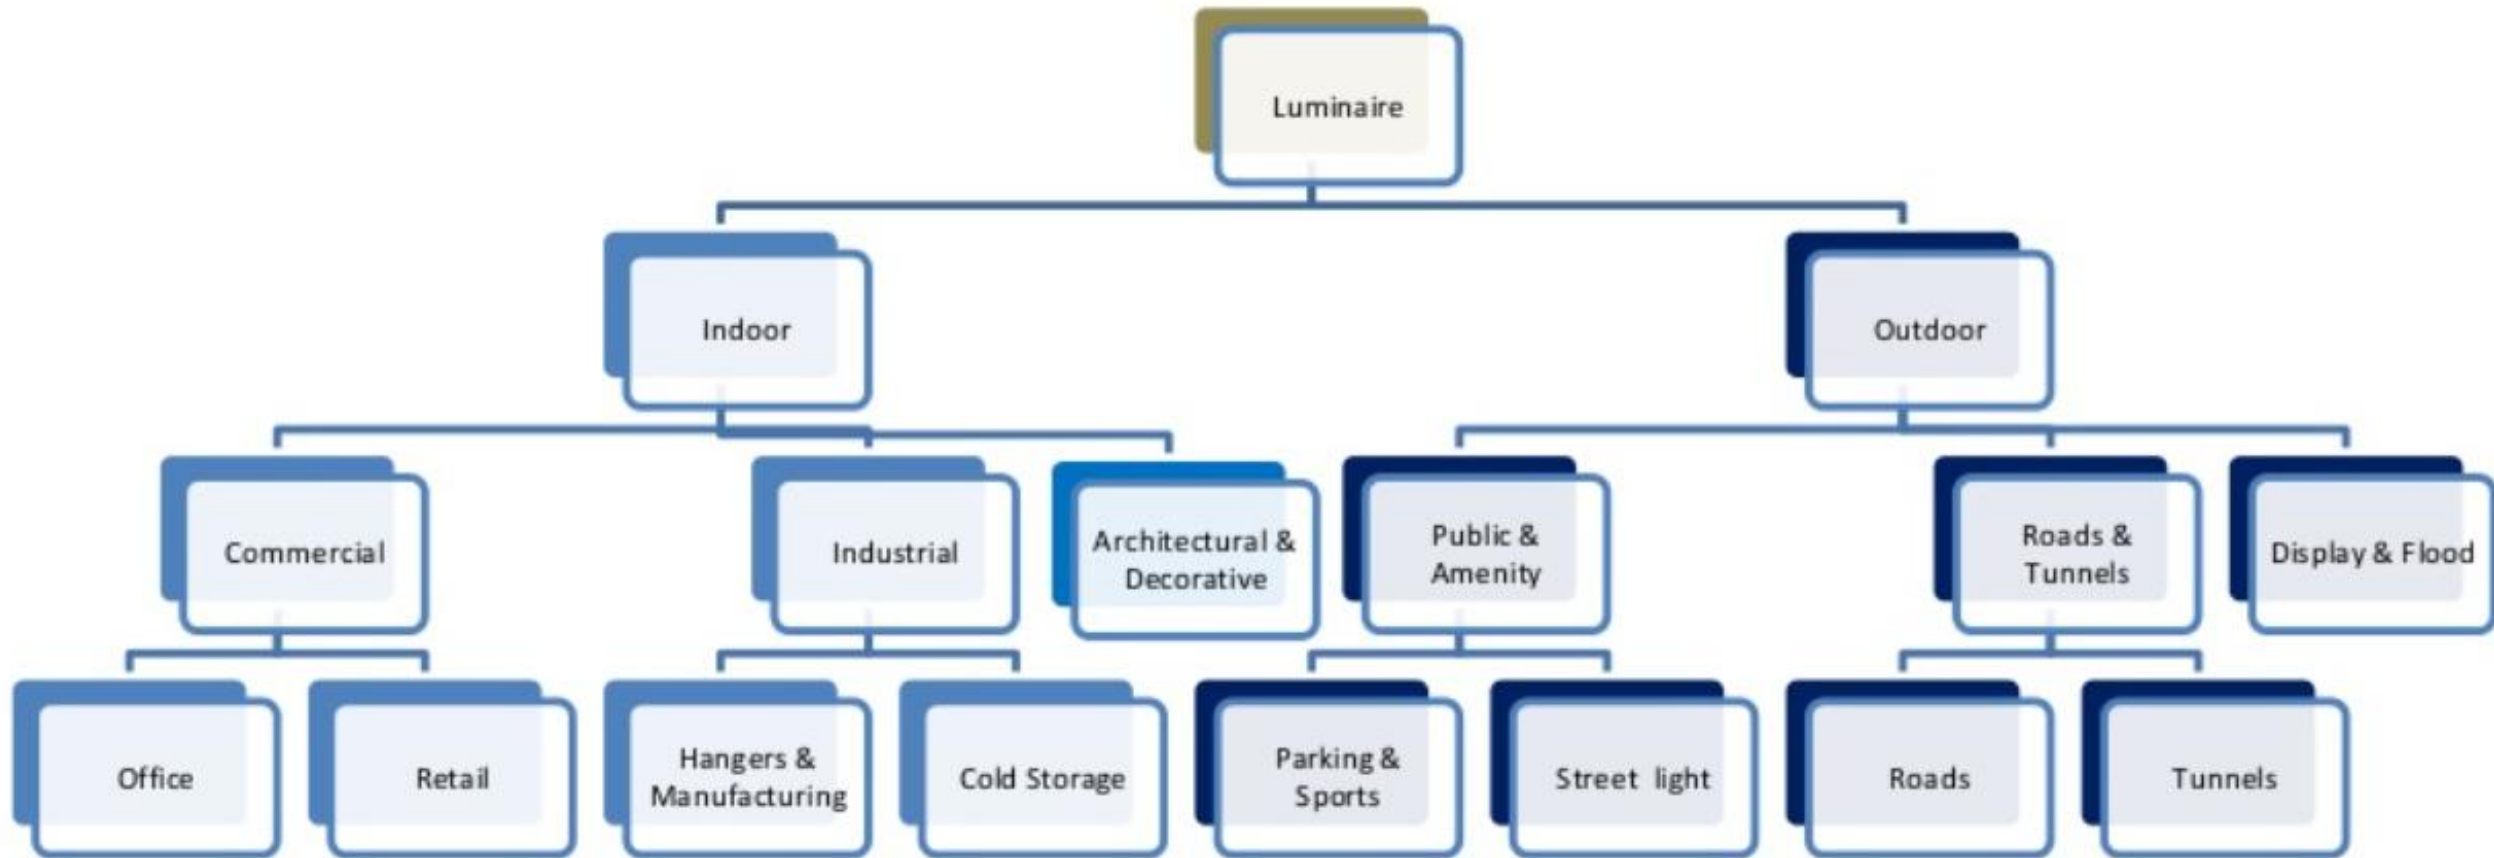 Luminaire
Indoor
Outdoor
Commercial
Industrial
Architectural &
Decorative
Public &
Amenity
Roads &
Tunnels
Display & Flood
Office
Retail
Hangers &
Manufacturing
Cold Storage
Parking &
Sports
Street light
Roads
Tunnels